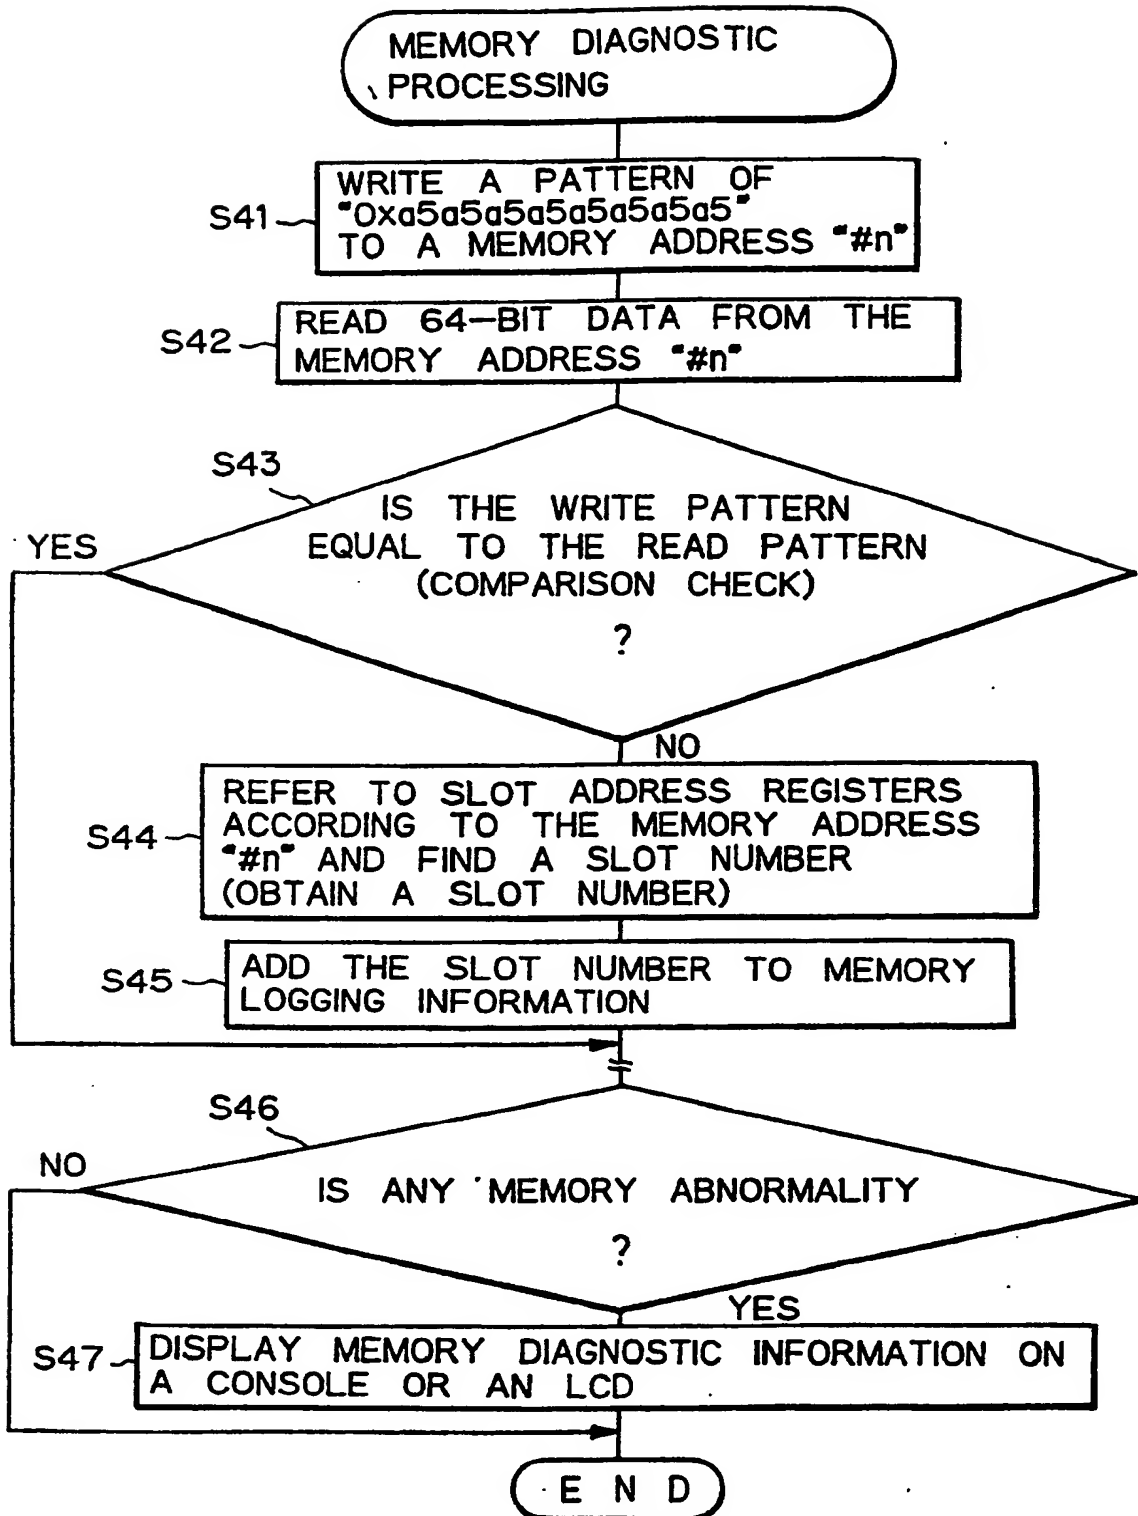 MEMORY DIAGNOSTIC
PROCESSING
S41
WRITE A PATTERN OF
"0xa5a5a5a5a5a5a5a5"
TO A MEMORY ADDRESS "#n"
S42
READ 64-BIT DATA FROM THE
MEMORY ADDRESS "#n"
S43
IS THE WRITE PATTERN
YES
EQUAL TO THE READ PATTERN
(COMPARISON CHECK)
?
NO
REFER TO SLOT ADDRESS REGISTERS
S44
ACCORDING TO THE MEMORY ADDRESS
"#n" AND FIND A SLOT NUMBER
(OBTAIN A SLOT NUMBER)
S45
ADD THE SLOT NUMBER TO MEMORY
LOGGING INFORMATION
S46
NO
IS ANY MEMORY ABNORMALITY
?
YES
S47
DISPLAY MEMORY DIAGNOSTIC INFORMATION ON
A CONSOLE OR AN LCD
END